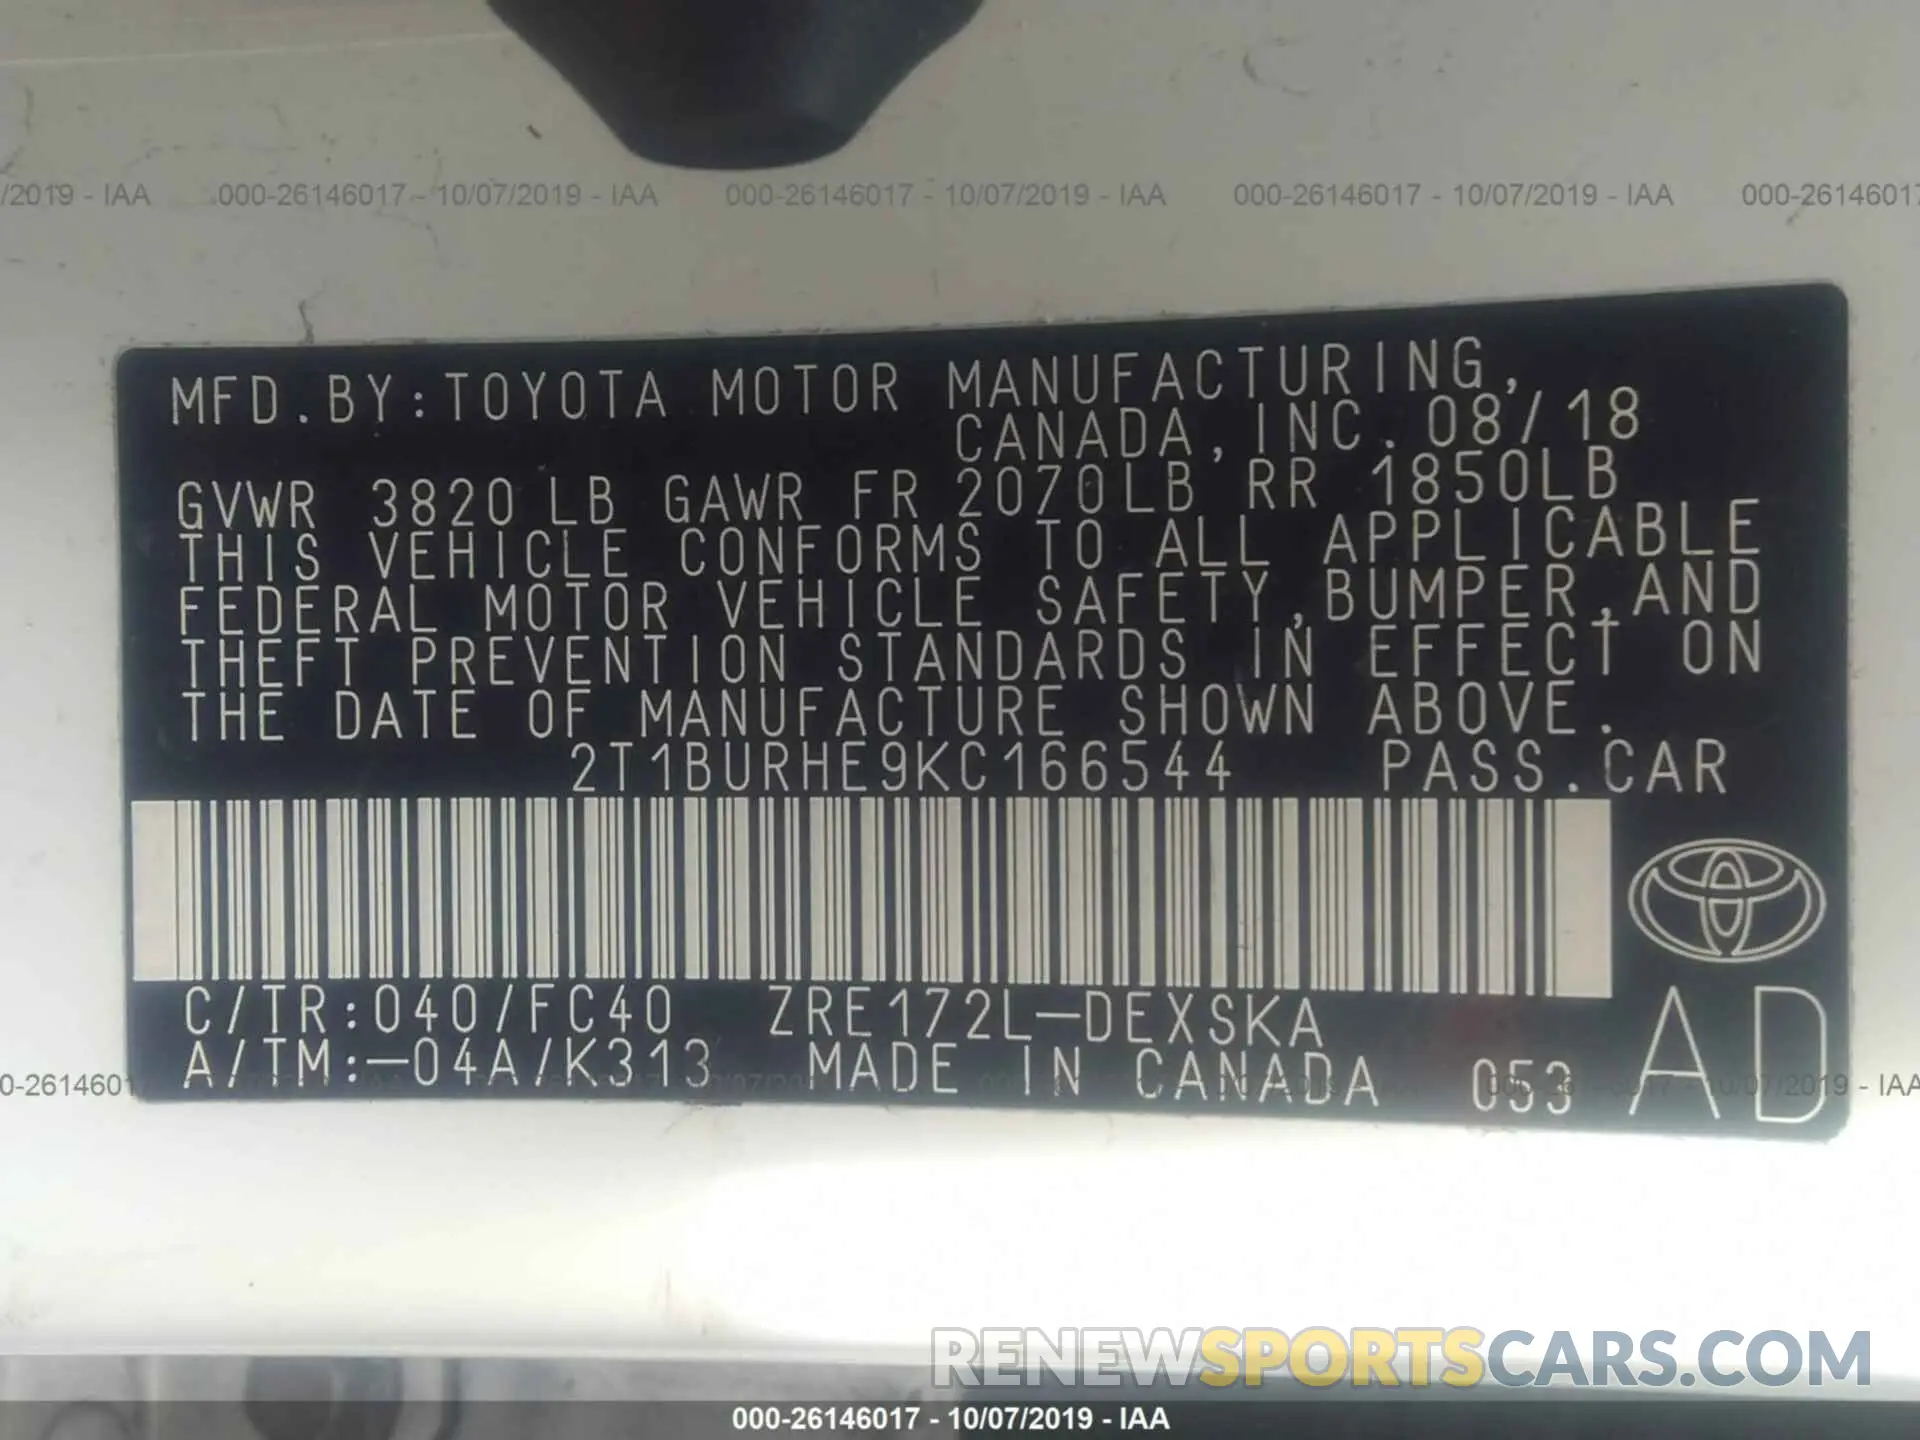 /2019 - IAA 000-26146017 - 10/07/2019 - IAA 000-26146017 - 10/07/2019 - IAA 000-26146017 - 10/07/2019 - IAA 000-26146017
MFD.BY:TOYOTA MOTOR MANUFACTURING,
CANADA,INC. 08/18
GVWR 3820 LB GAWR FR 2070LB RR 1850LB
THIS VEHICLE CONFORMS TO ALL APPLICABLE
FEDERAL MOTOR VEHICLE SAFETY,BUMPER,AND
THEFT PREVENTION STANDARDS IN EFFECT ON
THE DATE OF MANUFACTURE SHOWN ABOVE.
2T1BURHE9KC166544 PASS.CAR
C/TR:040/FC40 ZRE172L-DEXSKA
A/TM:-04A/K313 MADE IN CANADA 053 AD
RENEWSPORTSCARS.COM
000-26146017 - 10/07/2019 - IAA